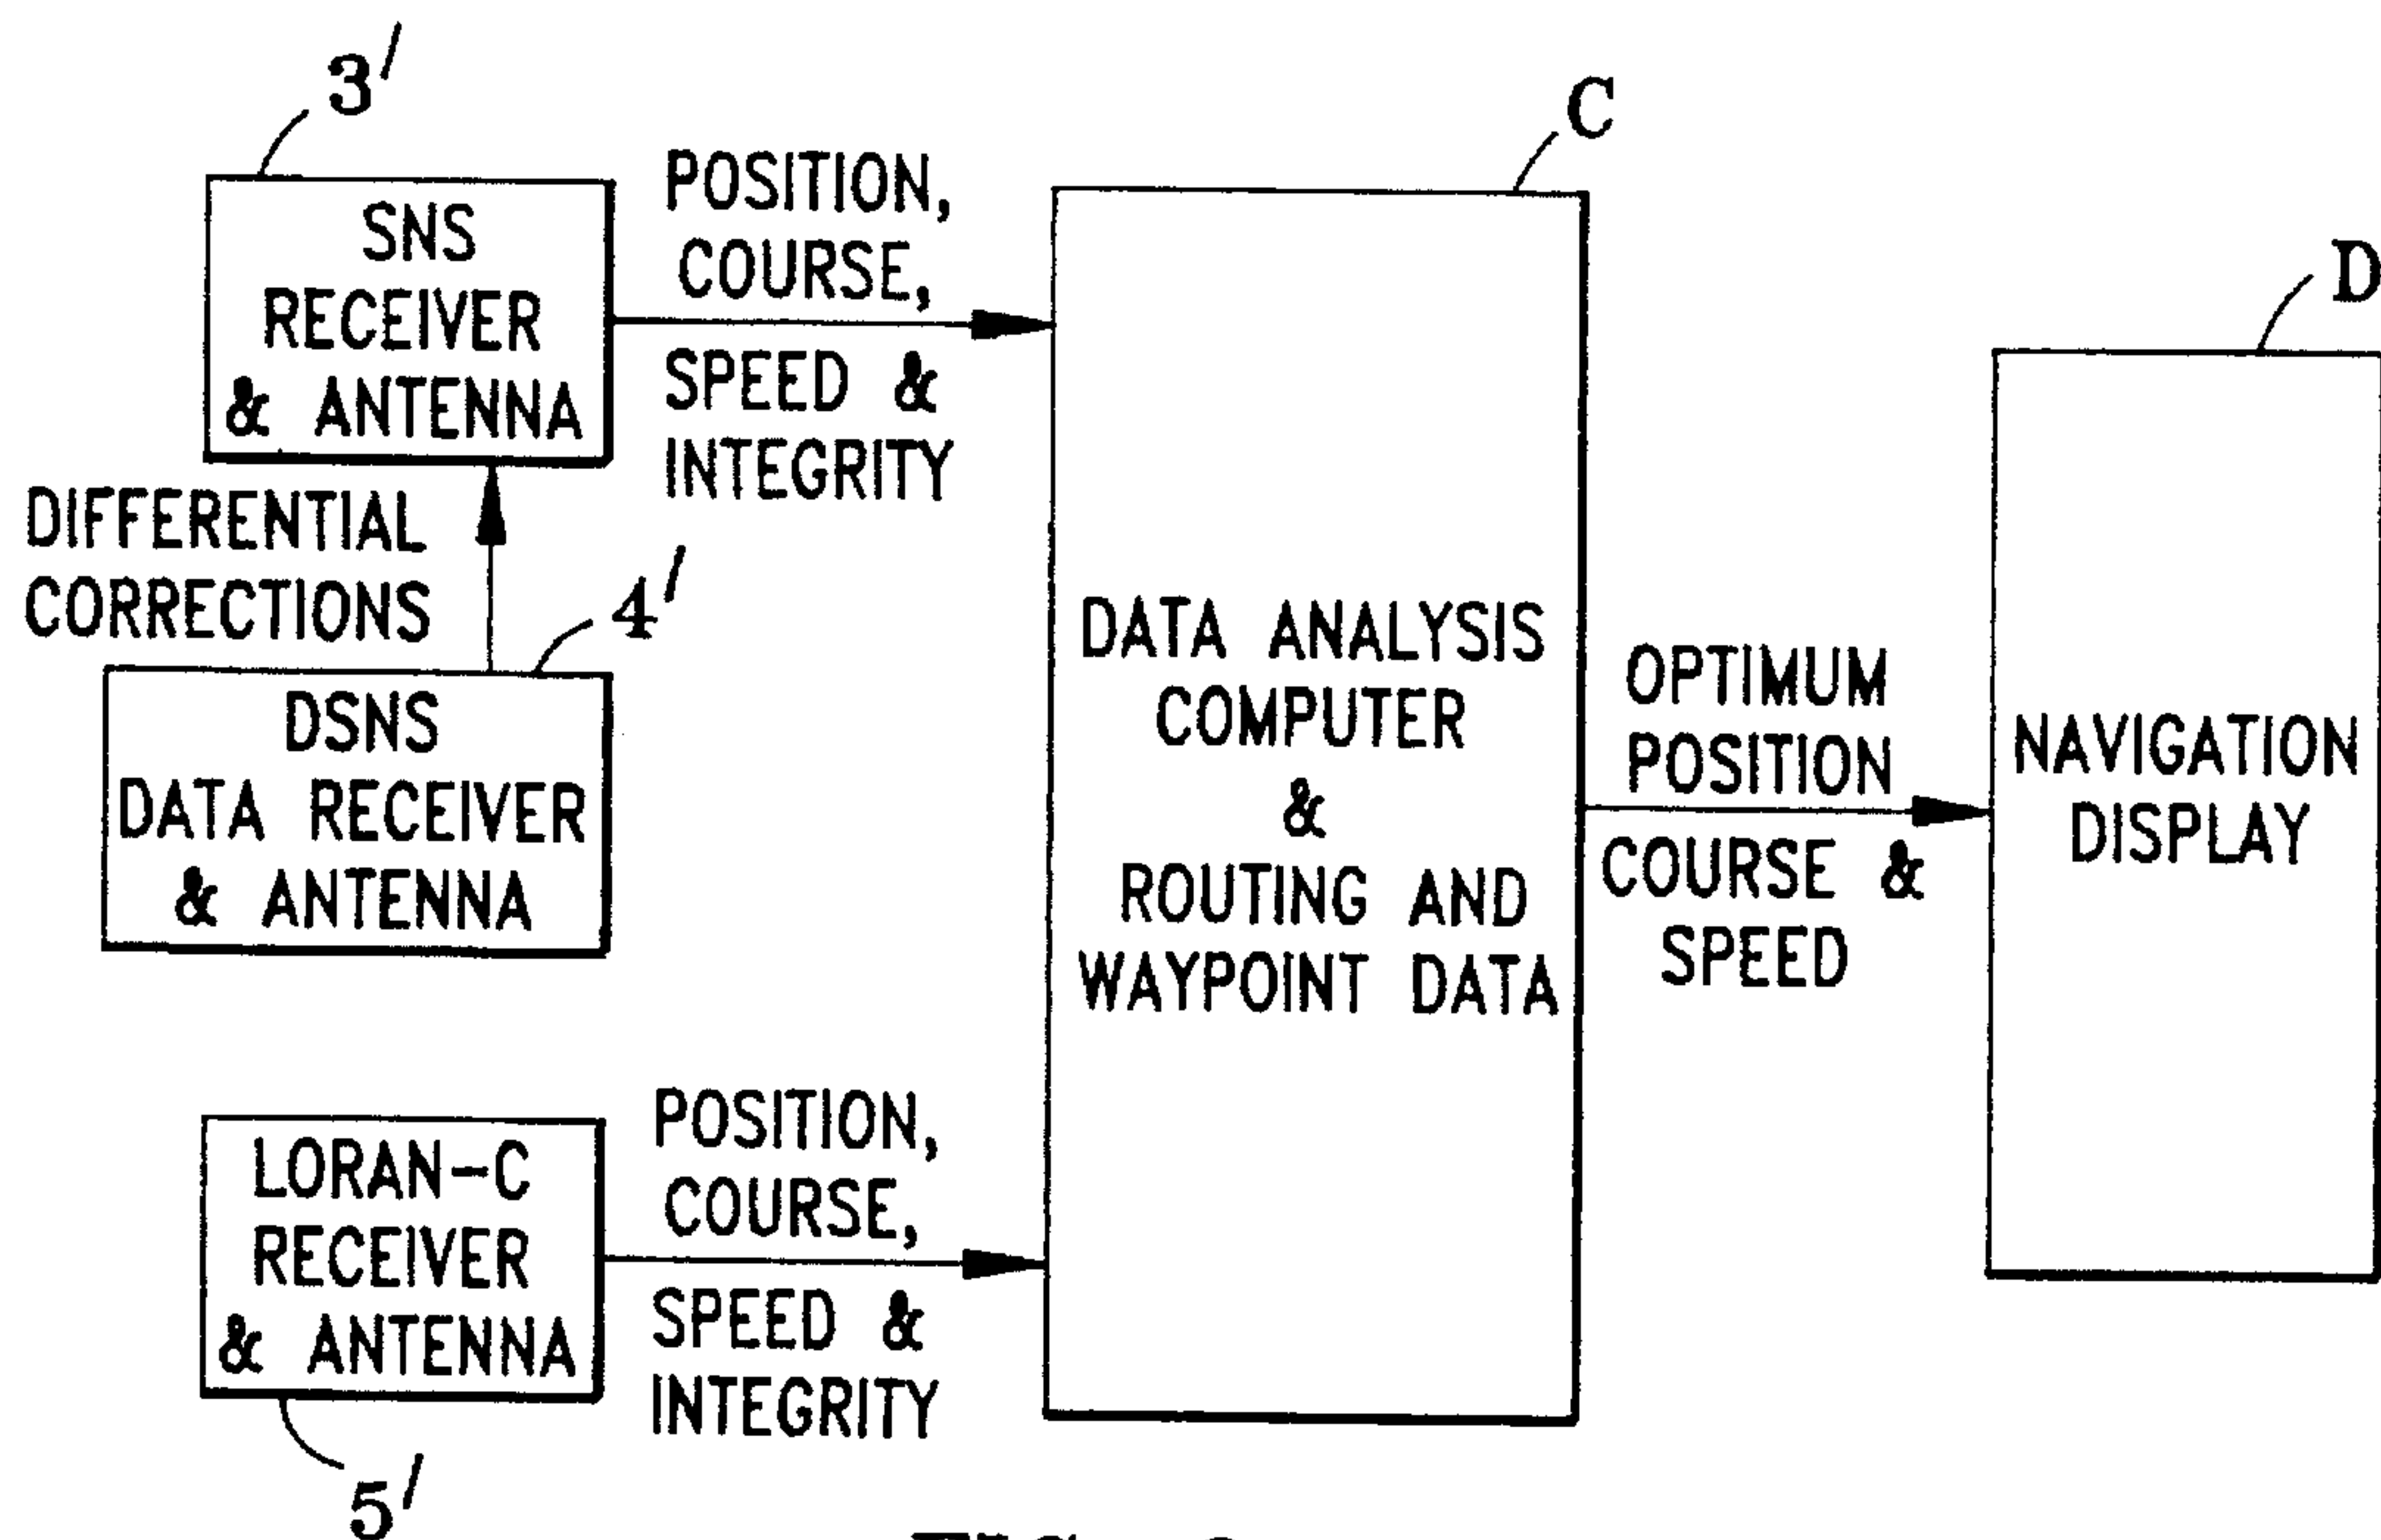 3'
SNS
RECEIVER
& ANTENNA
POSITION,
COURSE,
SPEED &
INTEGRITY
DIFFERENTIAL
CORRECTIONS
4'
DSNS
DATA RECEIVER
& ANTENNA
LORAN-C
RECEIVER
& ANTENNA
5'
POSITION,
COURSE,
SPEED &
INTEGRITY
C
DATA ANALYSIS
COMPUTER
&
ROUTING AND
WAYPOINT DATA
OPTIMUM
POSITION
COURSE &
SPEED
D
NAVIGATION
DISPLAY